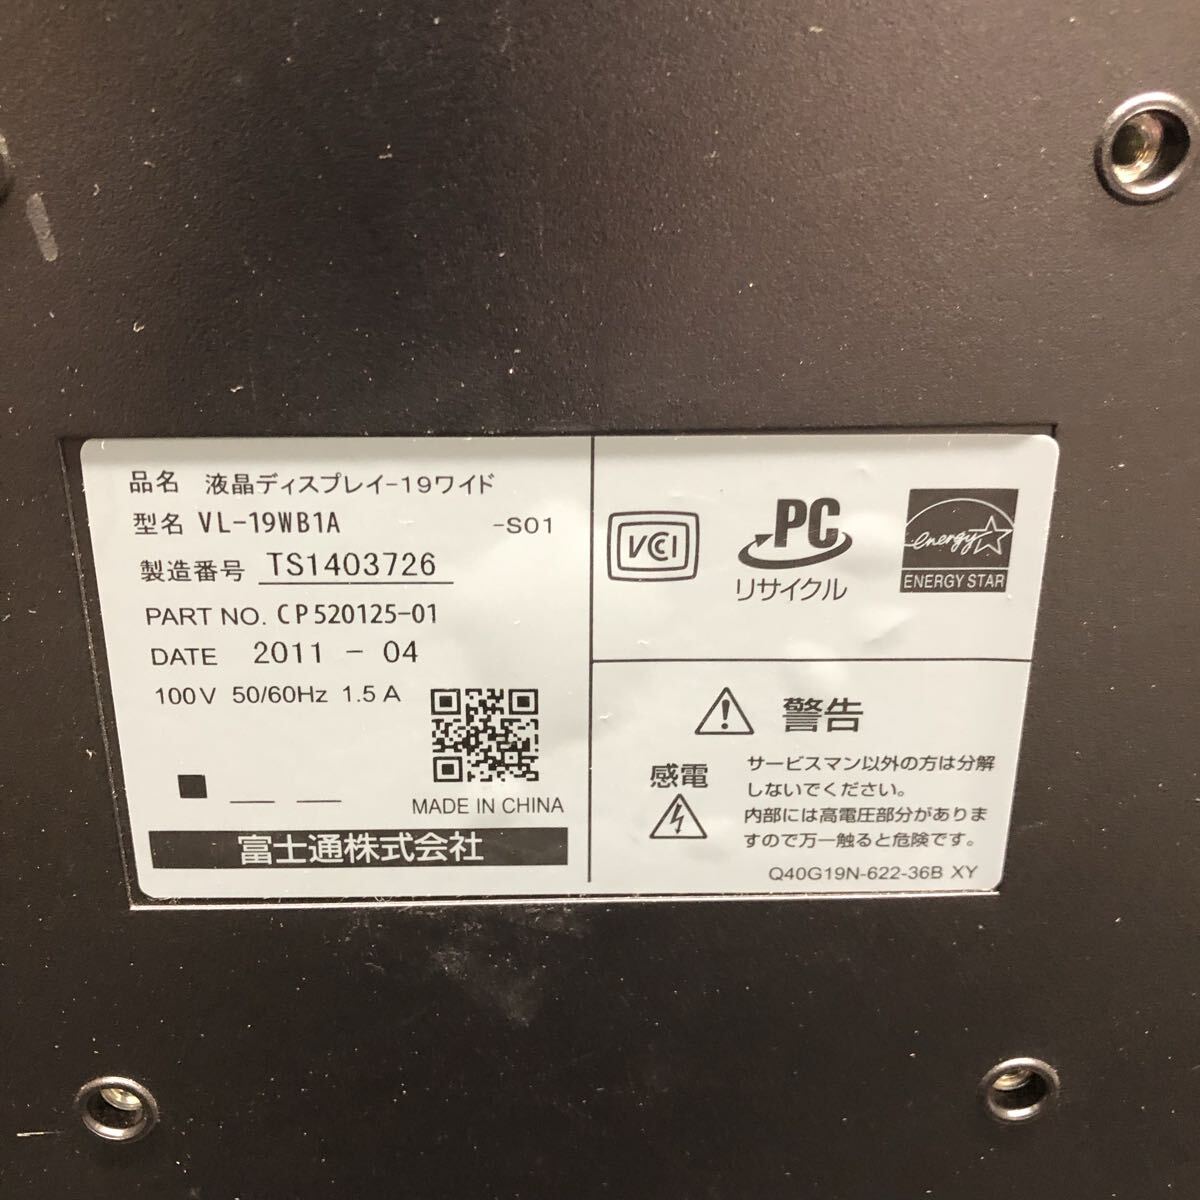 品名 液晶ディスプレイ-19ワイド
型名 VL-19WB1A -S01
製造番号 TS1403726
PART NO. CP520125-01
DATE 2011 - 04
100V 50/60Hz 1.5A
MADE IN CHINA
富士通株式会社
VCCI
PC
リサイクル
energy
ENERGY STAR
警告
感電
サービスマン以外の方は分解
しないでください。
内部には高電圧部分がありま
すので万一触ると危険です。
Q40G19N-622-36B XY